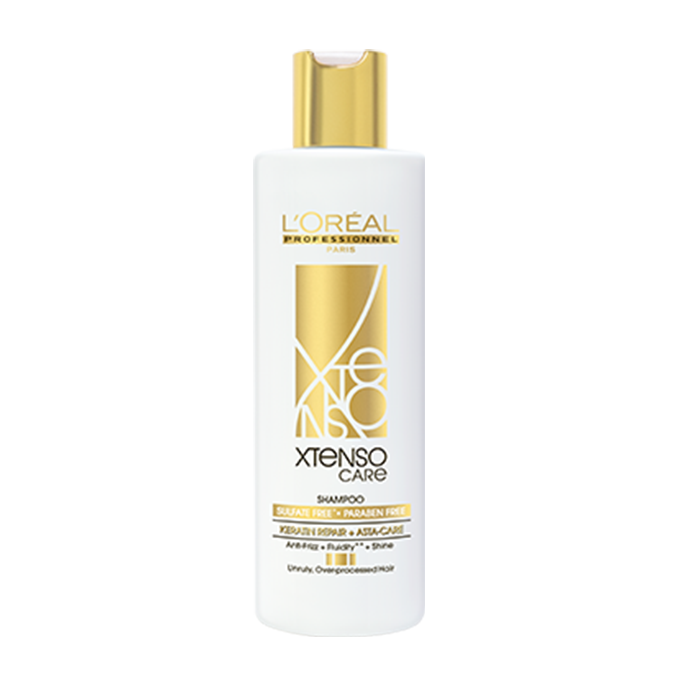 L'ORÉAL
PROFESSIONNEL
PARIS
XTeNSO
XTeNSO
CARe
SHAMPOO
SULFATE FREE*+ PARABEN FREE
KERATIN REPAIR + ASTA-CARE
Anti-Frizz + Fluidity** + Shine
Unruly, Overprocessed Hair